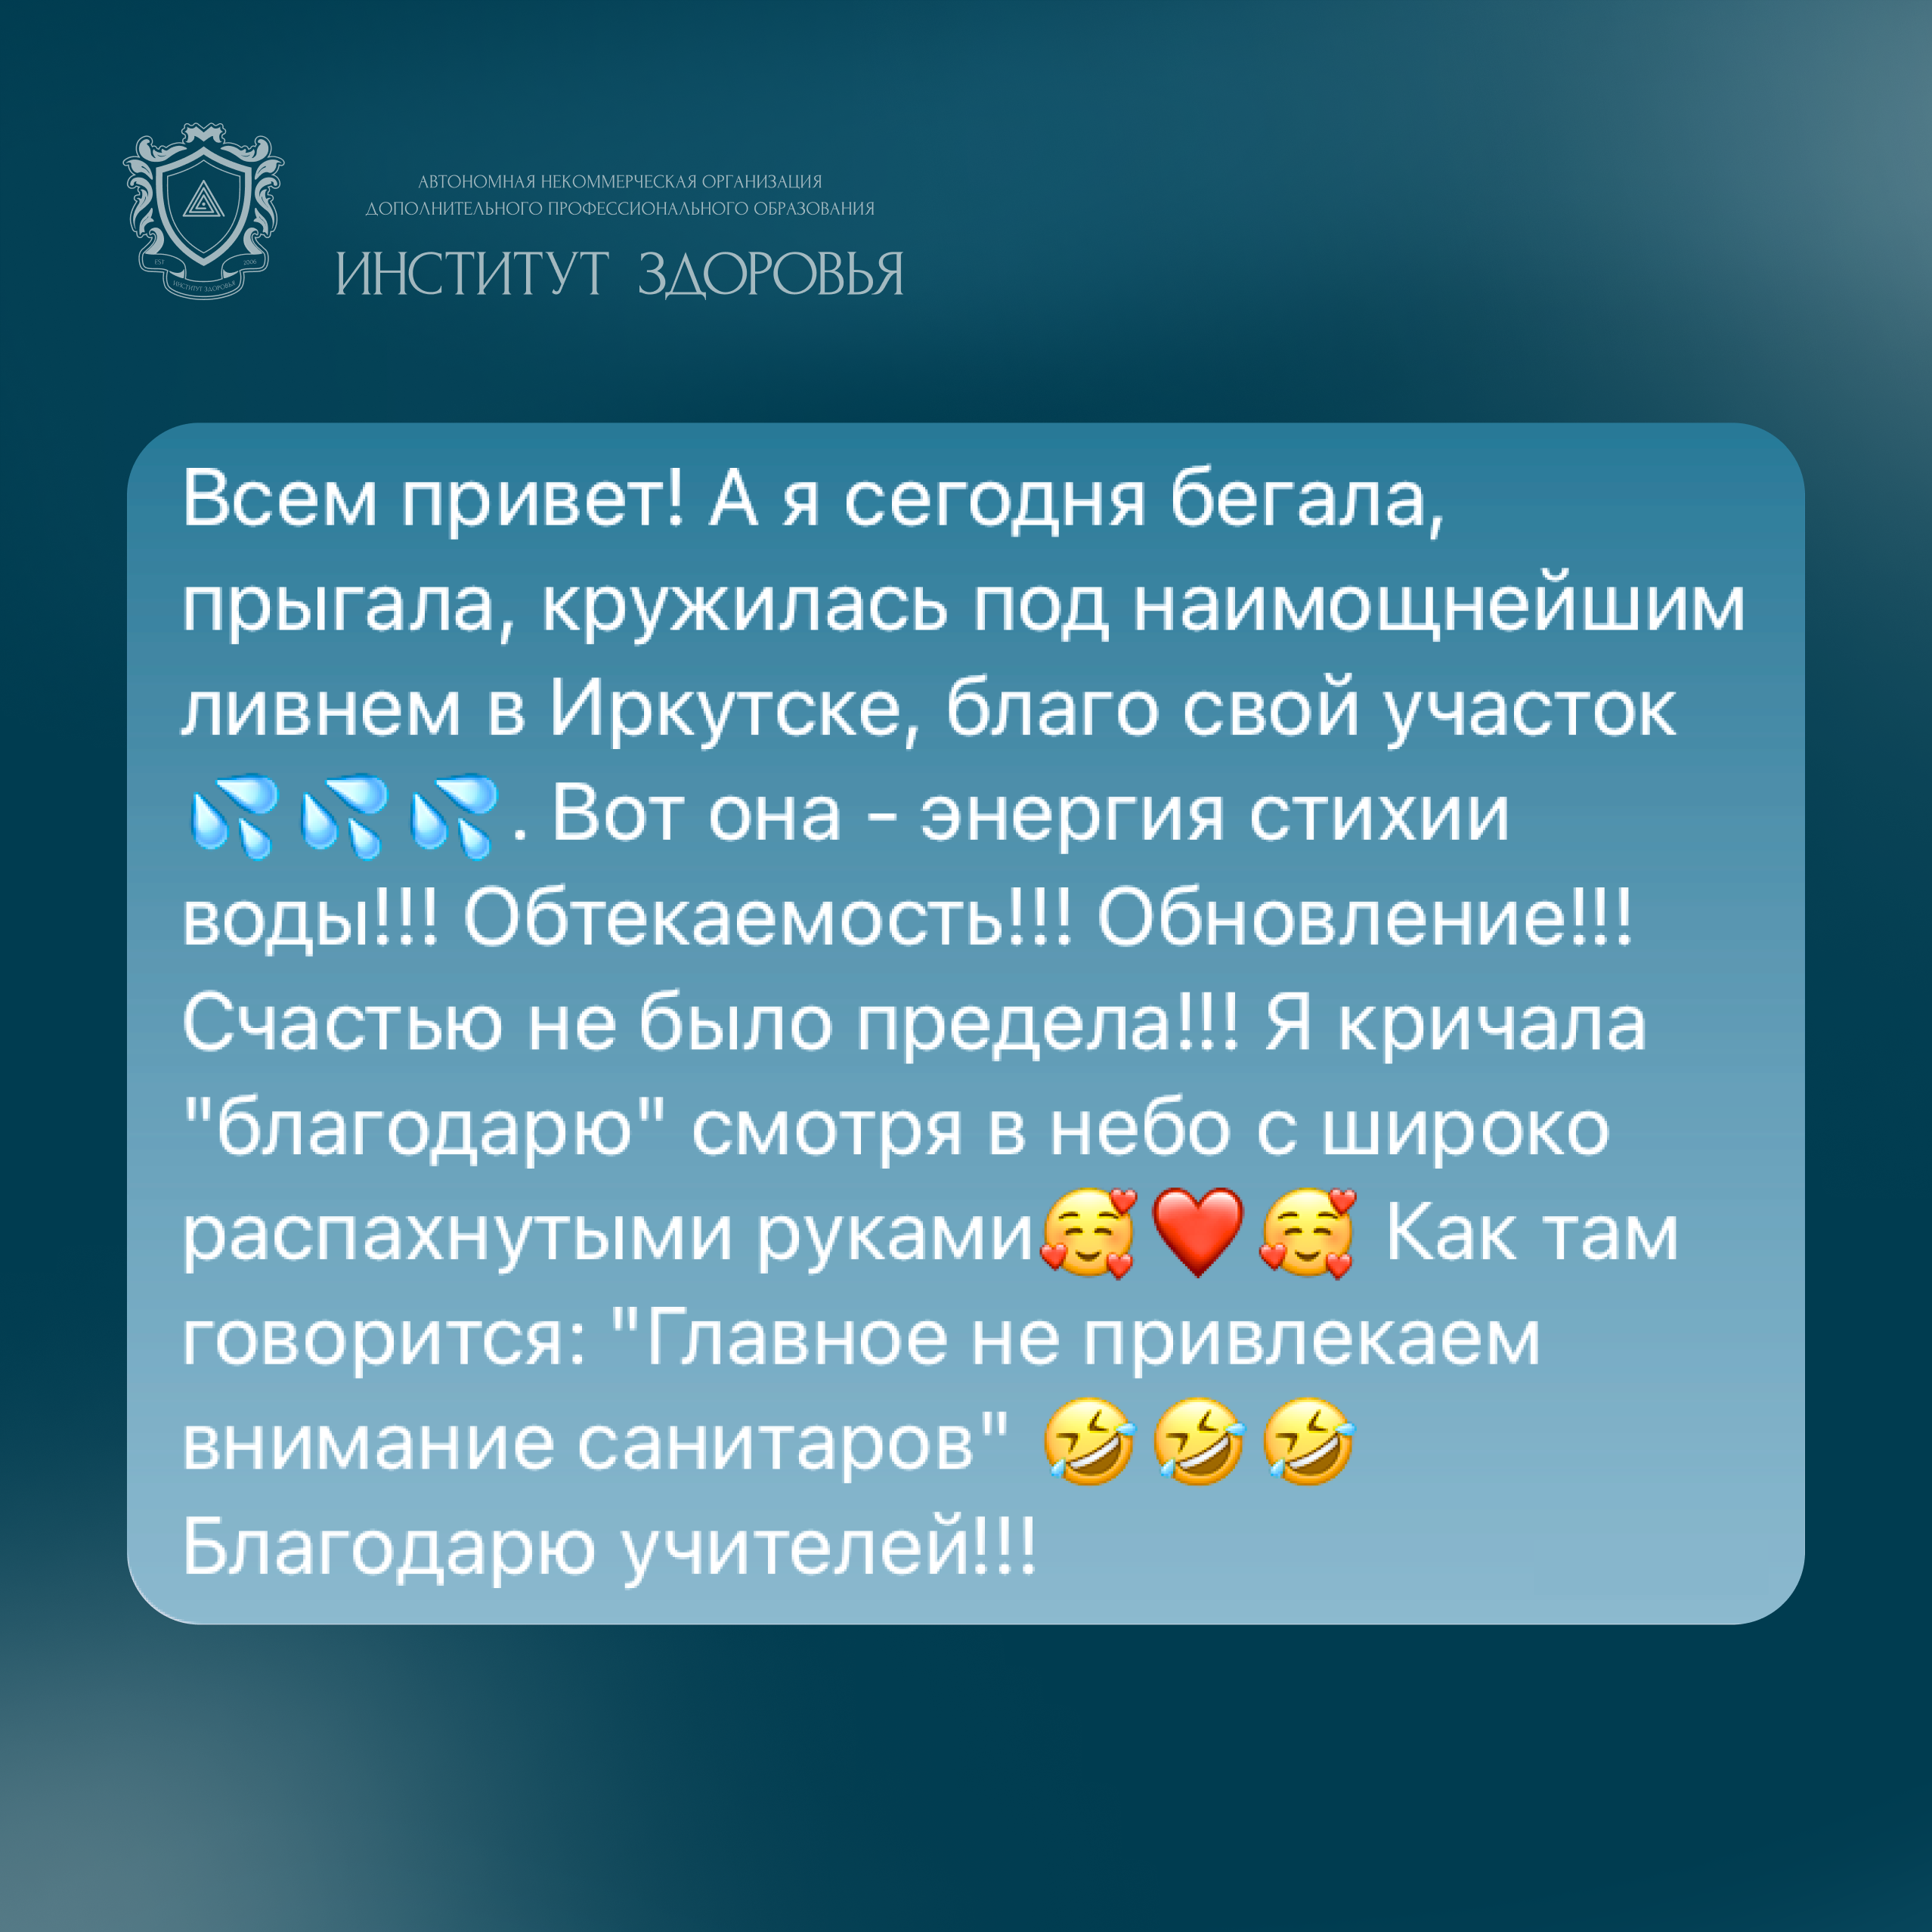 АВТОНОМНАЯ НЕКОММЕРЧЕСКАЯ ОРГАНИЗАЦИЯ
ДОПОЛНИТЕЛЬНОГО ПРОФЕССИОНАЛЬНОГО ОБРАЗОВАНИЯ
ИНСТИТУТ ЗДОРОВЬЯ
EST 2006
ИНСТИТУТ ЗДОРОВЬЯ
Всем привет! А я сегодня бегала,
прыгала, кружилась под наимощнейшим
ливнем в Иркутске, благо свой участок
💦💦💦. Вот она - энергия стихии
воды!!! Обтекаемость!!! Обновление!!!
Счастью не было предела!!! Я кричала
"благодарю" смотря в небо с широко
распахнутыми руками🥰❤️🥰 Как там
говорится: "Главное не привлекаем
внимание санитаров" 🤣🤣🤣
Благодарю учителей!!!